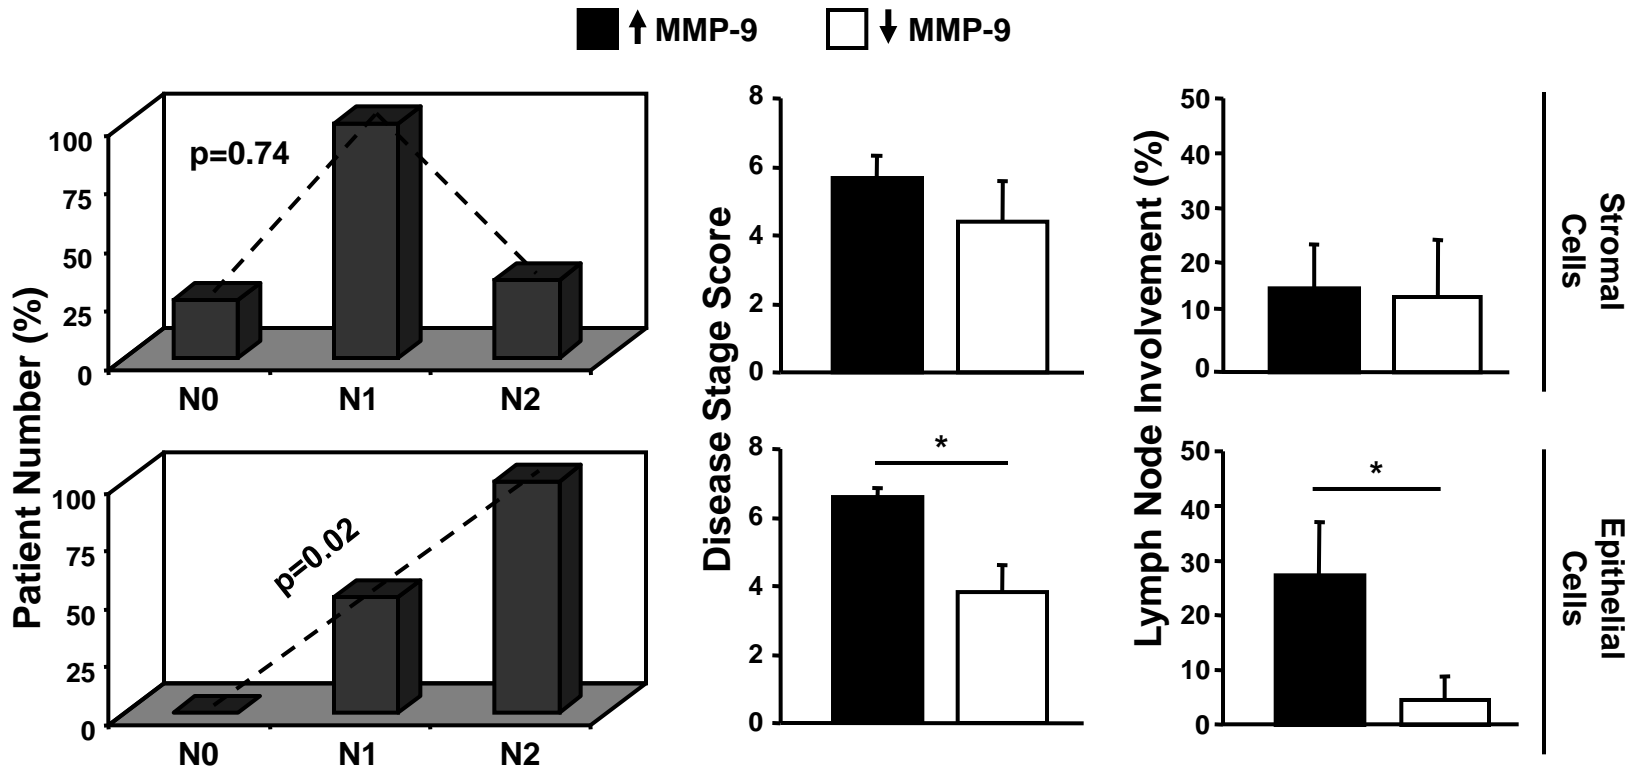 ↑ MMP-9
↓ MMP-9
Patient Number (%)
100
75
50
25
0
p=0.74
N0
N1
N2
100
75
50
25
0
p=0.02
N0
N1
N2
Disease Stage Score
8
6
4
2
0
8
6
4
2
0
*
Lymph Node Involvement (%)
50
40
30
20
10
0
50
40
30
20
10
0
*
Stromal
Cells
Epithelial
Cells